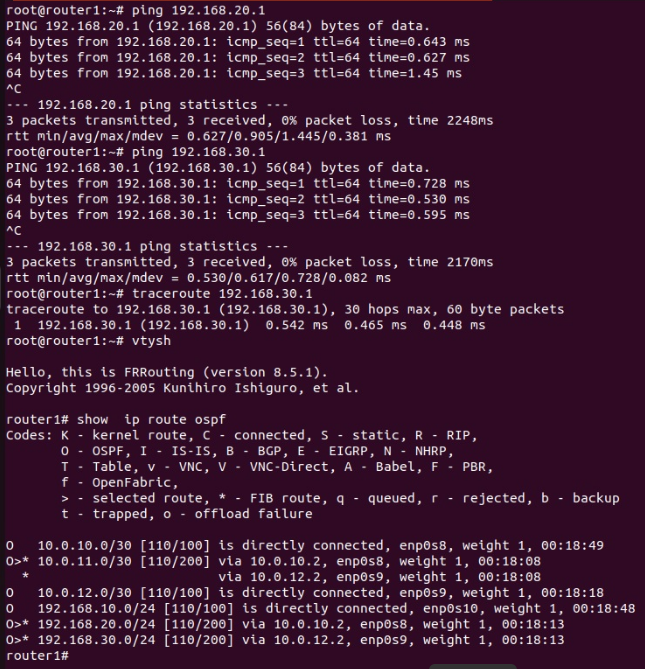 root@router1:~# ping 192.168.20.1
PING 192.168.20.1 (192.168.20.1) 56(84) bytes of data.
64 bytes from 192.168.20.1: icmp_seq=1 ttl=64 time=0.643 ms
64 bytes from 192.168.20.1: icmp_seq=2 ttl=64 time=0.627 ms
64 bytes from 192.168.20.1: icmp_seq=3 ttl=64 time=1.45 ms
^C
--- 192.168.20.1 ping statistics ---
3 packets transmitted, 3 received, 0% packet loss, time 2248ms
rtt min/avg/max/mdev = 0.627/0.905/1.445/0.381 ms
root@router1:~# ping 192.168.30.1
PING 192.168.30.1 (192.168.30.1) 56(84) bytes of data.
64 bytes from 192.168.30.1: icmp_seq=1 ttl=64 time=0.728 ms
64 bytes from 192.168.30.1: icmp_seq=2 ttl=64 time=0.530 ms
64 bytes from 192.168.30.1: icmp_seq=3 ttl=64 time=0.595 ms
^C
--- 192.168.30.1 ping statistics ---
3 packets transmitted, 3 received, 0% packet loss, time 2170ms
rtt min/avg/max/mdev = 0.530/0.617/0.728/0.082 ms
root@router1:~# traceroute 192.168.30.1
traceroute to 192.168.30.1 (192.168.30.1), 30 hops max, 60 byte packets
 1  192.168.30.1 (192.168.30.1)  0.542 ms  0.465 ms  0.448 ms
root@router1:~# vtysh

Hello, this is FRRouting (version 8.5.1).
Copyright 1996-2005 Kunihiro Ishiguro, et al.

router1# show  ip route ospf
Codes: K - kernel route, C - connected, S - static, R - RIP,
       O - OSPF, I - IS-IS, B - BGP, E - EIGRP, N - NHRP,
       T - Table, v - VNC, V - VNC-Direct, A - Babel, F - PBR,
       f - OpenFabric,
       > - selected route, * - FIB route, q - queued, r - rejected, b - backup
       t - trapped, o - offload failure

O   10.0.10.0/30 [110/100] is directly connected, enp0s8, weight 1, 00:18:49
O>* 10.0.11.0/30 [110/200] via 10.0.10.2, enp0s8, weight 1, 00:18:08
  *                        via 10.0.12.2, enp0s9, weight 1, 00:18:08
O   10.0.12.0/30 [110/100] is directly connected, enp0s9, weight 1, 00:18:18
O   192.168.10.0/24 [110/100] is directly connected, enp0s10, weight 1, 00:18:48
O>* 192.168.20.0/24 [110/200] via 10.0.10.2, enp0s8, weight 1, 00:18:13
O>* 192.168.30.0/24 [110/200] via 10.0.12.2, enp0s9, weight 1, 00:18:13
router1#